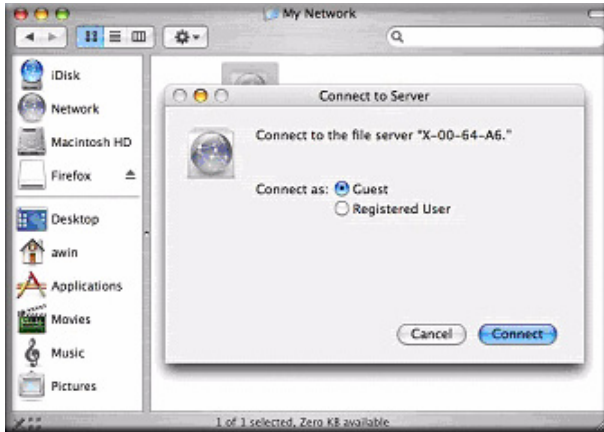 My Network
iDisk
Network
Macintosh HD
Firefox
Desktop
awin
Applications
Movies
Music
Pictures
Connect to Server
Connect to the file server "X-00-64-A6."
Connect as: Guest
Registered User
Cancel Connect
1 of 1 selected, Zero KB available